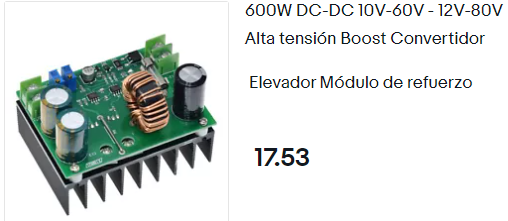 600W DC-DC 10V-60V - 12V-80V
Alta tensión Boost Convertidor
Elevador Módulo de refuerzo
17.53